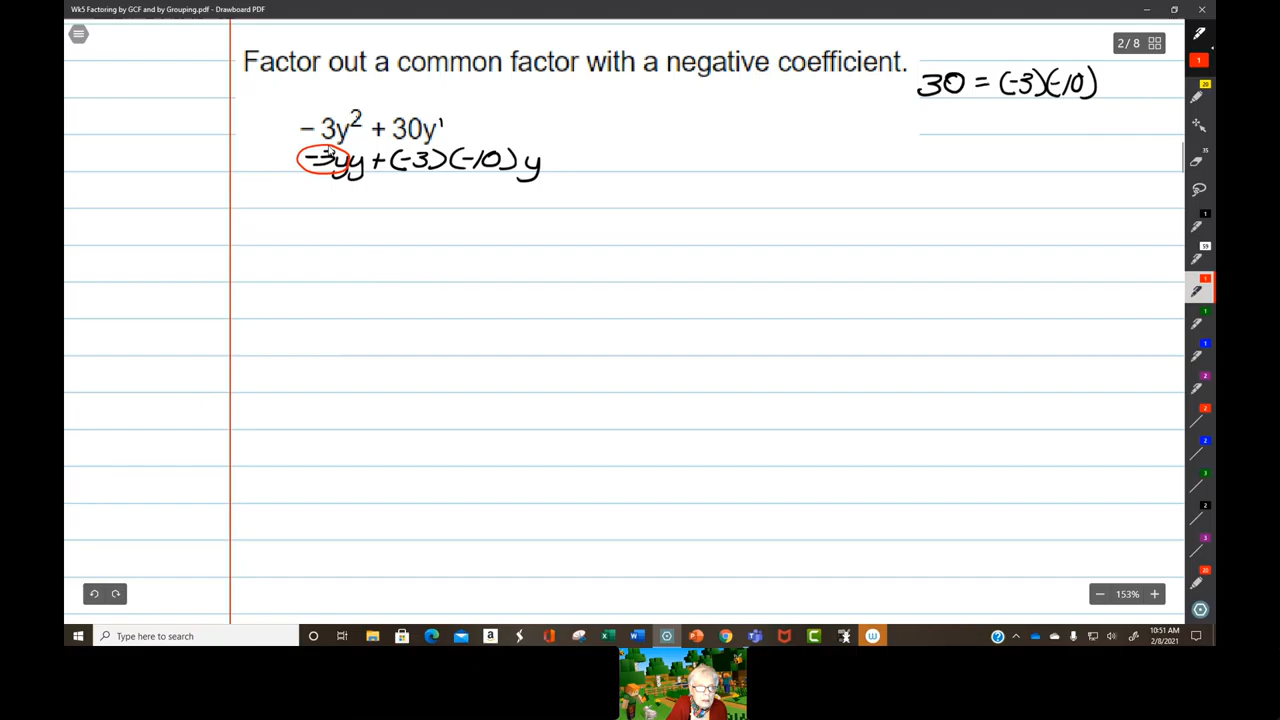 Wk5 Factoring by GCF and by Grouping.pdf - Drawboard PDF
2 / 8
Factor out a common factor with a negative coefficient.
30 = (-3)(-10)
- 3y² + 30y¹
-3yy + (-3)(-10)y
153%
Type here to search
10:51 AM
2/8/2021